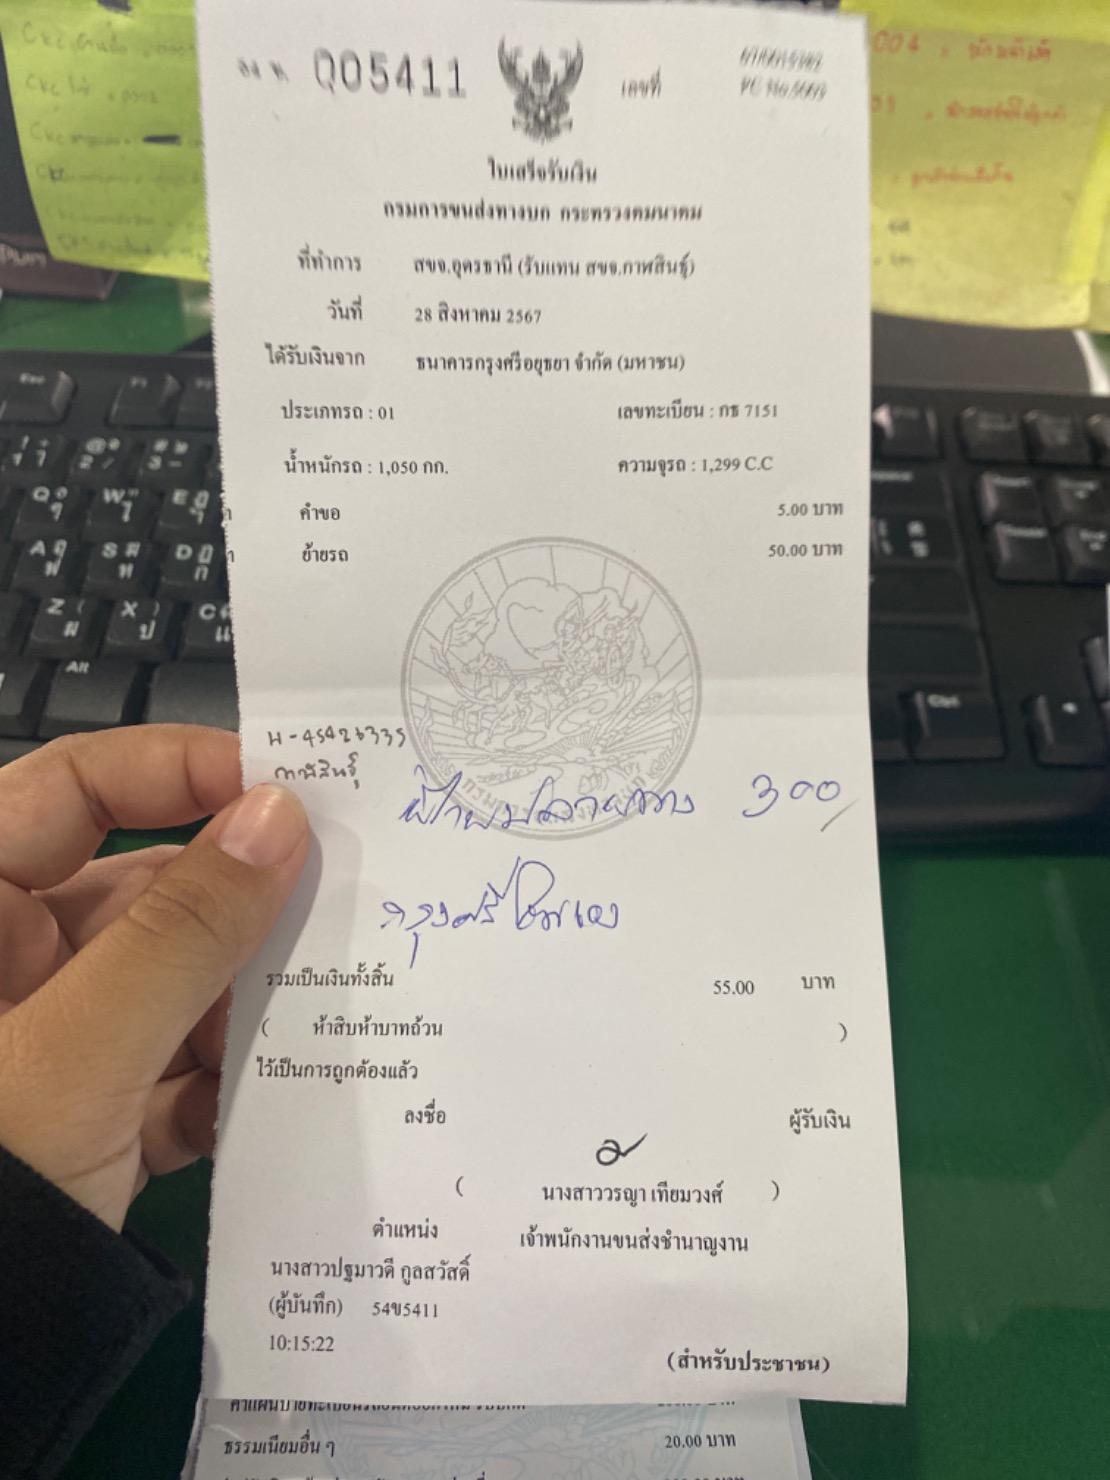 Q05411
เลขที่
ใบเสร็จรับเงิน
กรมการขนส่งทางบก กระทรวงคมนาคม
ที่ทำการ สขจ.อุดรธานี (รับแทน สขจ.กาฬสินธุ์)
วันที่ 28 สิงหาคม 2567
ได้รับเงินจาก ธนาคารกรุงศรีอยุธยา จำกัด (มหาชน)
ประเภทรถ : 01 เลขทะเบียน : กธ 7151
น้ำหนักรถ : 1,050 กก. ความจุรถ : 1,299 C.C
คำขอ 5.00 บาท
ย้ายรถ 50.00 บาท
H-45426335
กาฬสินธุ์
300
กรุงศรี
รวมเป็นเงินทั้งสิ้น 55.00 บาท
( ห้าสิบห้าบาทถ้วน )
ไว้เป็นการถูกต้องแล้ว
ลงชื่อ ผู้รับเงิน
( นางสาววรญา เทียมวงศ์ )
ตำแหน่ง เจ้าพนักงานขนส่งชำนาญงาน
นางสาวปฐมาวดี กูลสวัสดิ์
(ผู้บันทึก) 54ข5411
10:15:22
(สำหรับประชาชน)
ธรรมเนียมอื่น ๆ 20.00 บาท